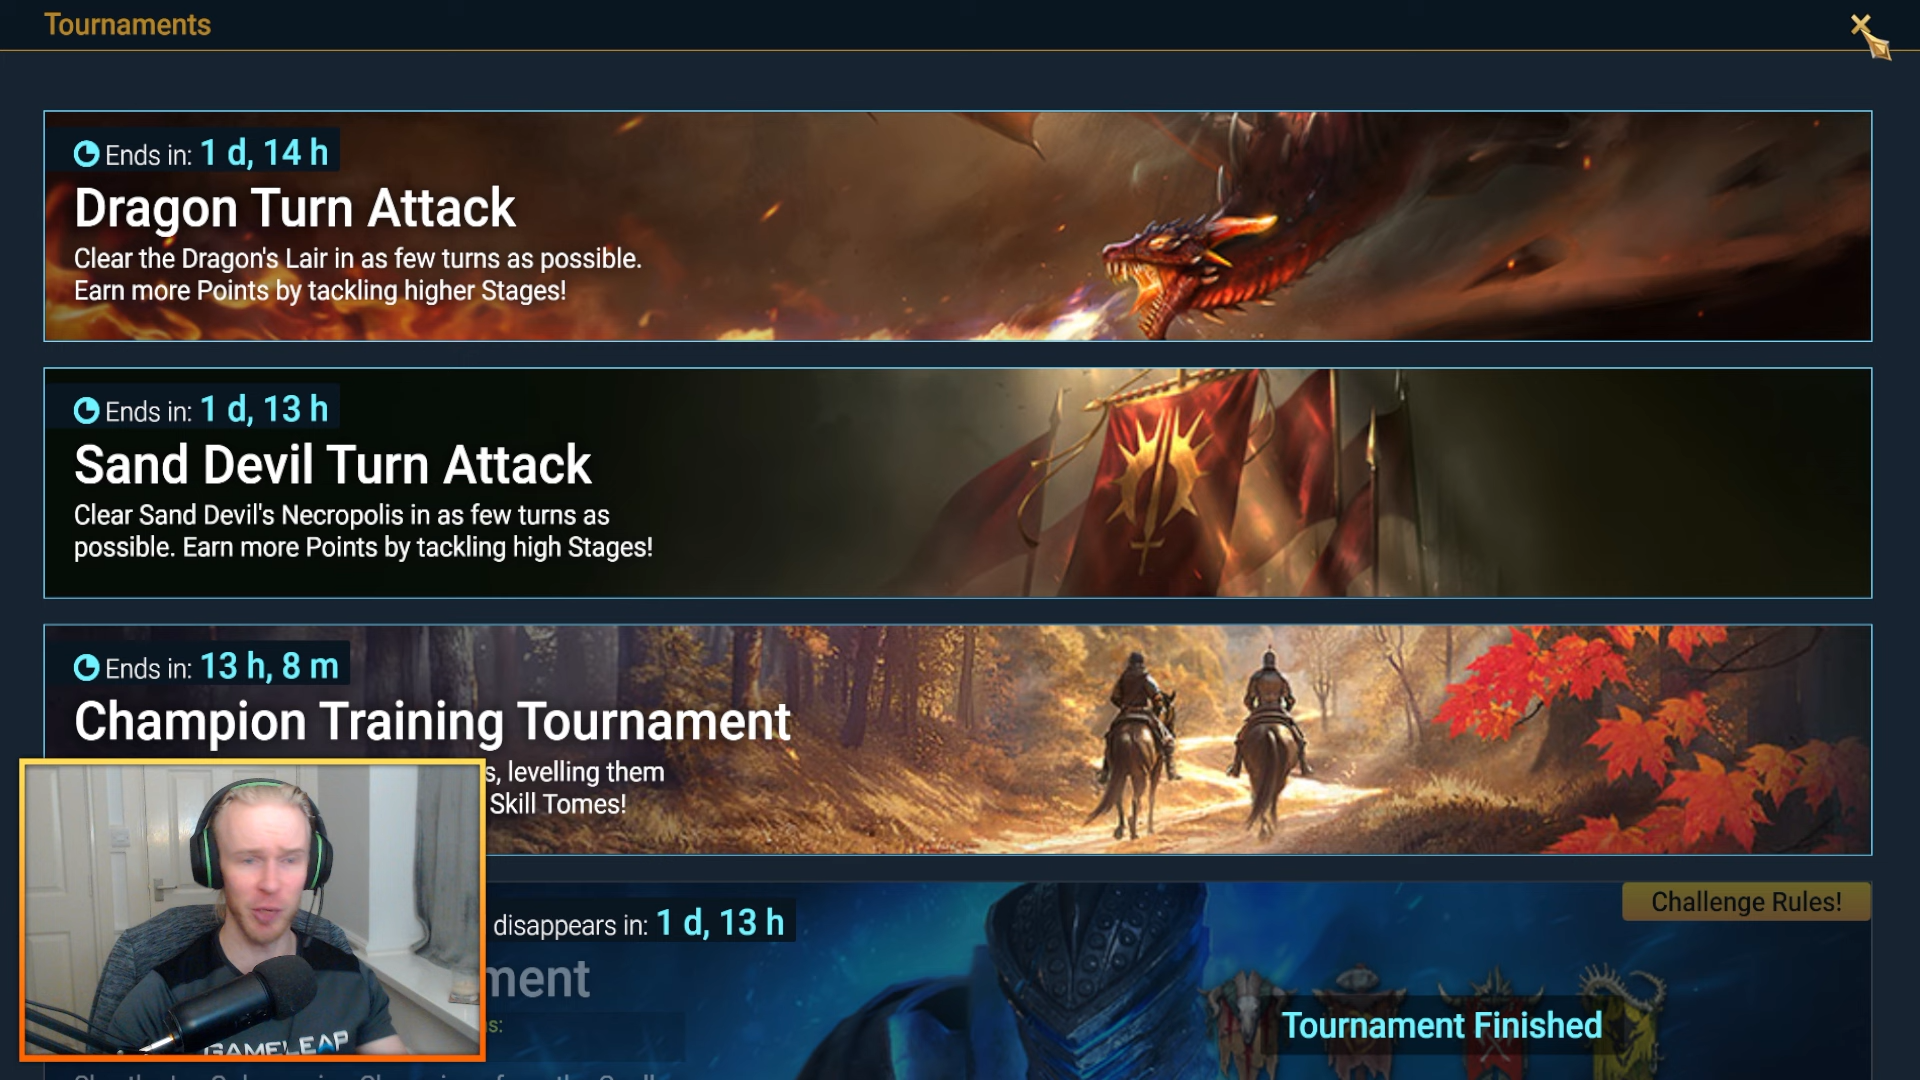 Tournaments
Ends in: 1 d, 14 h
Dragon Turn Attack
Clear the Dragon's Lair in as few turns as possible.
Earn more Points by tackling higher Stages!
Ends in: 1 d, 13 h
Sand Devil Turn Attack
Clear Sand Devil's Necropolis in as few turns as
possible. Earn more Points by tackling high Stages!
Ends in: 13 h, 8 m
Champion Training Tournament
s, levelling them
Skill Tomes!
Challenge Rules!
disappears in: 1 d, 13 h
ment
s:
Tournament Finished
GAMELEAP